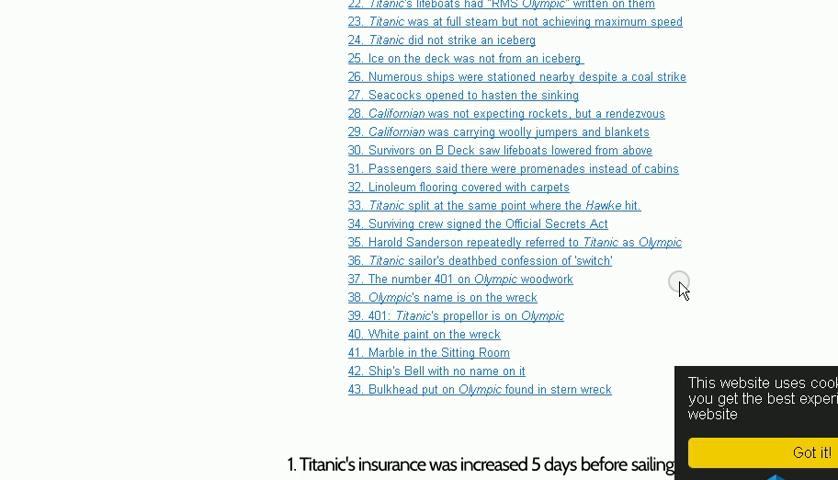 22. Titanic's lifeboats had "RMS Olympic" written on them
23. Titanic was at full steam but not achieving maximum speed
24. Titanic did not strike an iceberg
25. Ice on the deck was not from an iceberg
26. Numerous ships were stationed nearby despite a coal strike
27. Seacocks opened to hasten the sinking
28. Californian was not expecting rockets, but a rendezvous
29. Californian was carrying woolly jumpers and blankets
30. Survivors on B Deck saw lifeboats lowered from above
31. Passengers said there were promenades instead of cabins
32. Linoleum flooring covered with carpets
33. Titanic split at the same point where the Hawke hit.
34. Surviving crew signed the Official Secrets Act
35. Harold Sanderson repeatedly referred to Titanic as Olympic
36. Titanic sailor's deathbed confession of 'switch'
37. The number 401 on Olympic woodwork
38. Olympic's name is on the wreck
39. 401: Titanic's propellor is on Olympic
40. White paint on the wreck
41. Marble in the Sitting Room
42. Ship's Bell with no name on it
43. Bulkhead put on Olympic found in stern wreck
This website uses cook
you get the best experi
website
Got it!
1. Titanic's insurance was increased 5 days before sailing